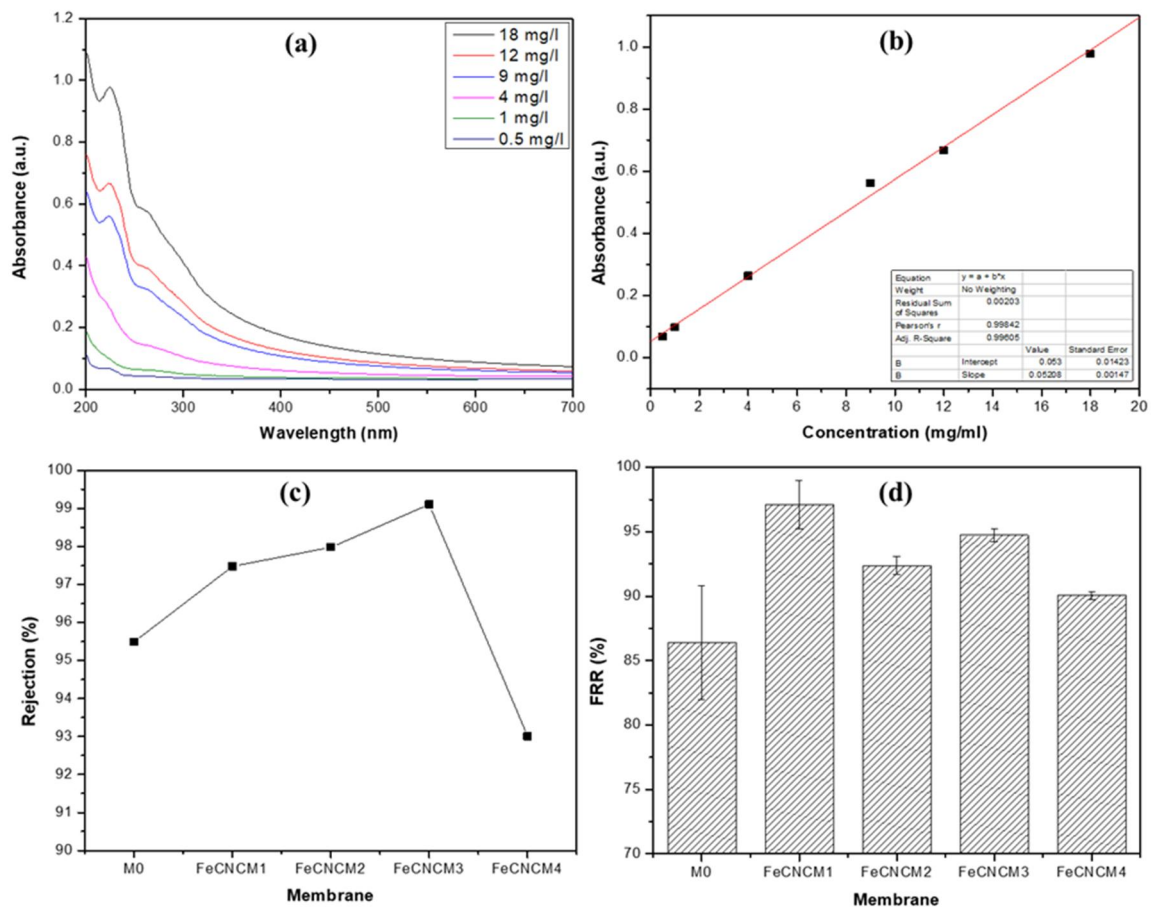 (a)
18 mg/l
12 mg/l
9 mg/l
4 mg/l
1 mg/l
0.5 mg/l
1.2
1.0
0.8
0.6
0.4
0.2
0.0
Absorbance (a.u.)
200 300 400 500 600 700
Wavelength (nm)
(b)
1.0
0.8
0.6
0.4
0.2
0.0
Absorbance (a.u.)
Equation y = a + b*x
Weight No Weighting
Residual Sum of Squares 0.00203
Pearson's r 0.99842
Adj. R-Square 0.99605
Value Standard Error
B Intercept 0.053 0.01423
B Slope 0.05208 0.00147
0 2 4 6 8 10 12 14 16 18 20
Concentration (mg/ml)
(c)
100
99
98
97
96
95
94
93
92
91
90
Rejection (%)
M0 FeCNCM1 FeCNCM2 FeCNCM3 FeCNCM4
Membrane
(d)
100
95
90
85
80
75
70
FRR (%)
M0 FeCNCM1 FeCNCM2 FeCNCM3 FeCNCM4
Membrane